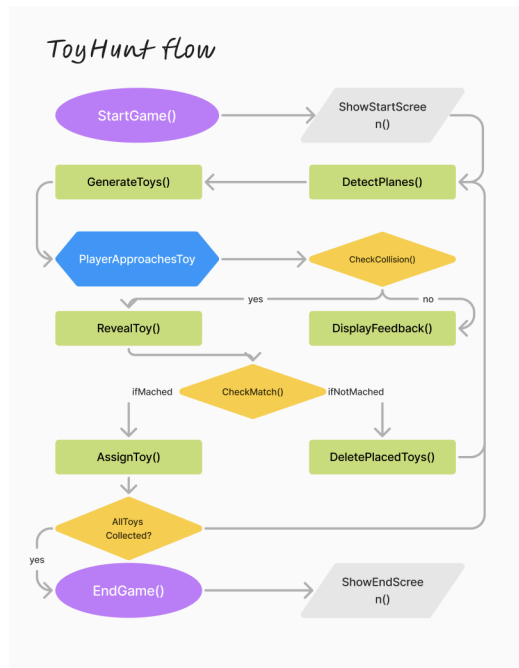 ToyHunt flow
StartGame()
ShowStartScree
n()
GenerateToys()
DetectPlanes()
PlayerApproachesToy
CheckCollision()
yes
no
RevealToy()
DisplayFeedback()
ifMached
CheckMatch()
ifNotMached
AssignToy()
DeletePlacedToys()
AllToys
Collected?
yes
EndGame()
ShowEndScree
n()